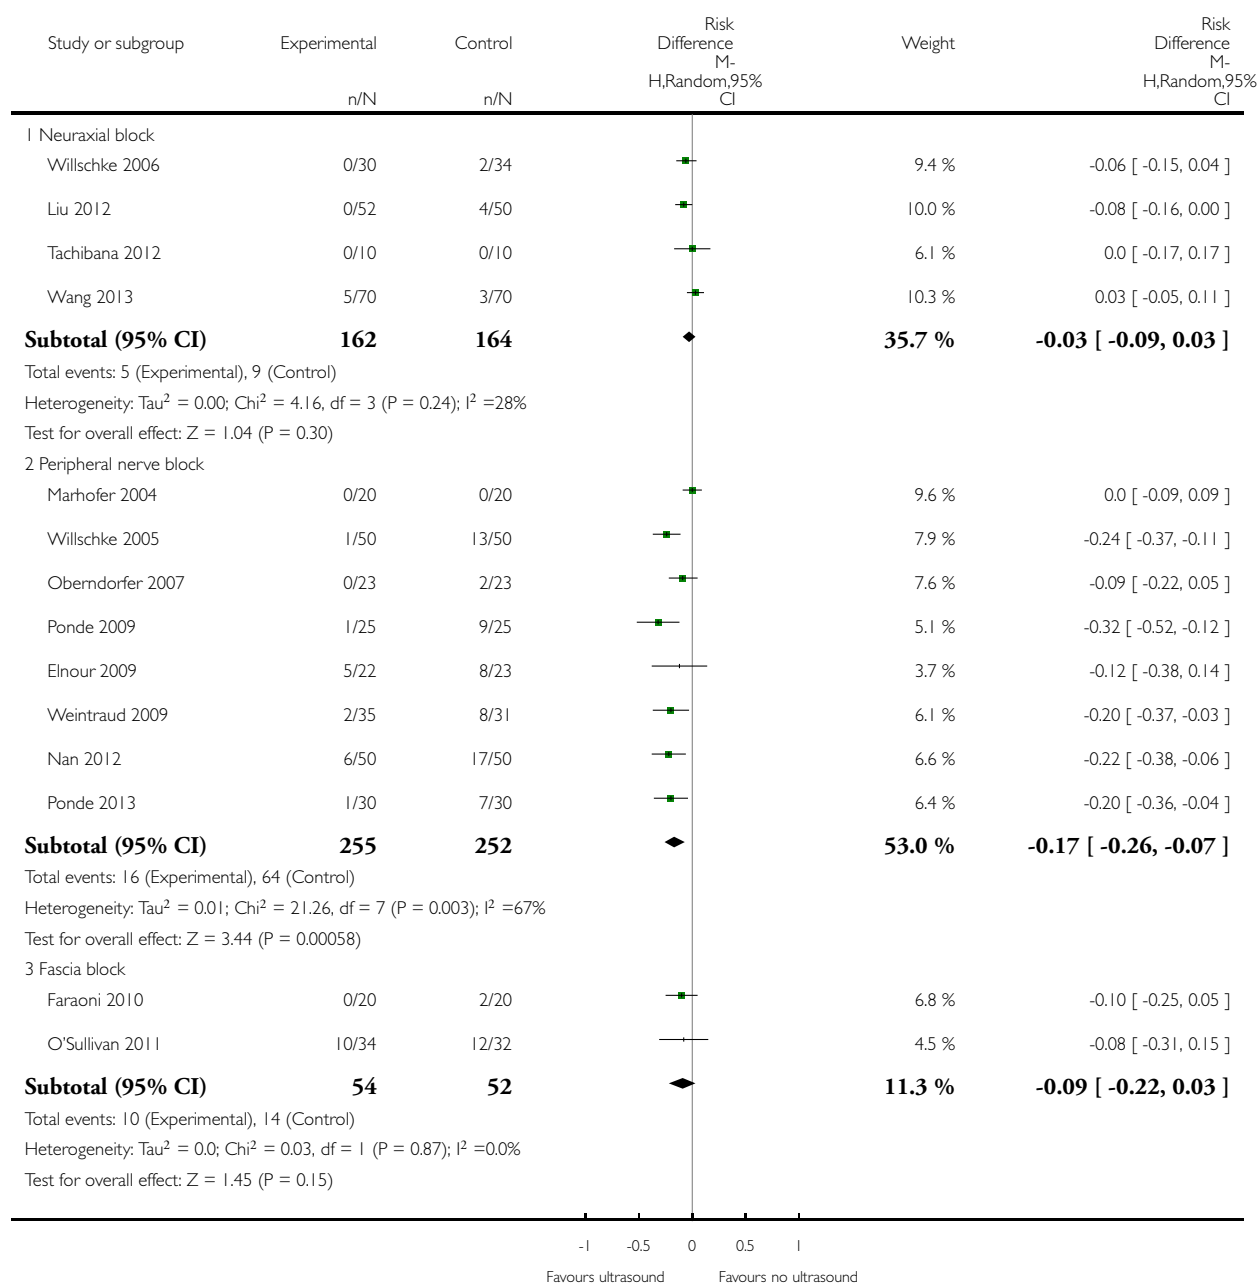 Study or subgroup Experimental Control Risk Difference M-H,Random,95% CI Weight Risk Difference M-H,Random,95% CI
n/N n/N
1 Neuraxial block
Willschke 2006 0/30 2/34 9.4 % -0.06 [ -0.15, 0.04 ]
Liu 2012 0/52 4/50 10.0 % -0.08 [ -0.16, 0.00 ]
Tachibana 2012 0/10 0/10 6.1 % 0.0 [ -0.17, 0.17 ]
Wang 2013 5/70 3/70 10.3 % 0.03 [ -0.05, 0.11 ]
Subtotal (95% CI) 162 164 35.7 % -0.03 [ -0.09, 0.03 ]
Total events: 5 (Experimental), 9 (Control)
Heterogeneity: Tau² = 0.00; Chi² = 4.16, df = 3 (P = 0.24); I² =28%
Test for overall effect: Z = 1.04 (P = 0.30)
2 Peripheral nerve block
Marhofer 2004 0/20 0/20 9.6 % 0.0 [ -0.09, 0.09 ]
Willschke 2005 1/50 13/50 7.9 % -0.24 [ -0.37, -0.11 ]
Oberndorfer 2007 0/23 2/23 7.6 % -0.09 [ -0.22, 0.05 ]
Ponde 2009 1/25 9/25 5.1 % -0.32 [ -0.52, -0.12 ]
Elnour 2009 5/22 8/23 3.7 % -0.12 [ -0.38, 0.14 ]
Weintraud 2009 2/35 8/31 6.1 % -0.20 [ -0.37, -0.03 ]
Nan 2012 6/50 17/50 6.6 % -0.22 [ -0.38, -0.06 ]
Ponde 2013 1/30 7/30 6.4 % -0.20 [ -0.36, -0.04 ]
Subtotal (95% CI) 255 252 53.0 % -0.17 [ -0.26, -0.07 ]
Total events: 16 (Experimental), 64 (Control)
Heterogeneity: Tau² = 0.01; Chi² = 21.26, df = 7 (P = 0.003); I² =67%
Test for overall effect: Z = 3.44 (P = 0.00058)
3 Fascia block
Faraoni 2010 0/20 2/20 6.8 % -0.10 [ -0.25, 0.05 ]
O'Sullivan 2011 10/34 12/32 4.5 % -0.08 [ -0.31, 0.15 ]
Subtotal (95% CI) 54 52 11.3 % -0.09 [ -0.22, 0.03 ]
Total events: 10 (Experimental), 14 (Control)
Heterogeneity: Tau² = 0.0; Chi² = 0.03, df = 1 (P = 0.87); I² =0.0%
Test for overall effect: Z = 1.45 (P = 0.15)
-1 -0.5 0 0.5 1
Favours ultrasound Favours no ultrasound